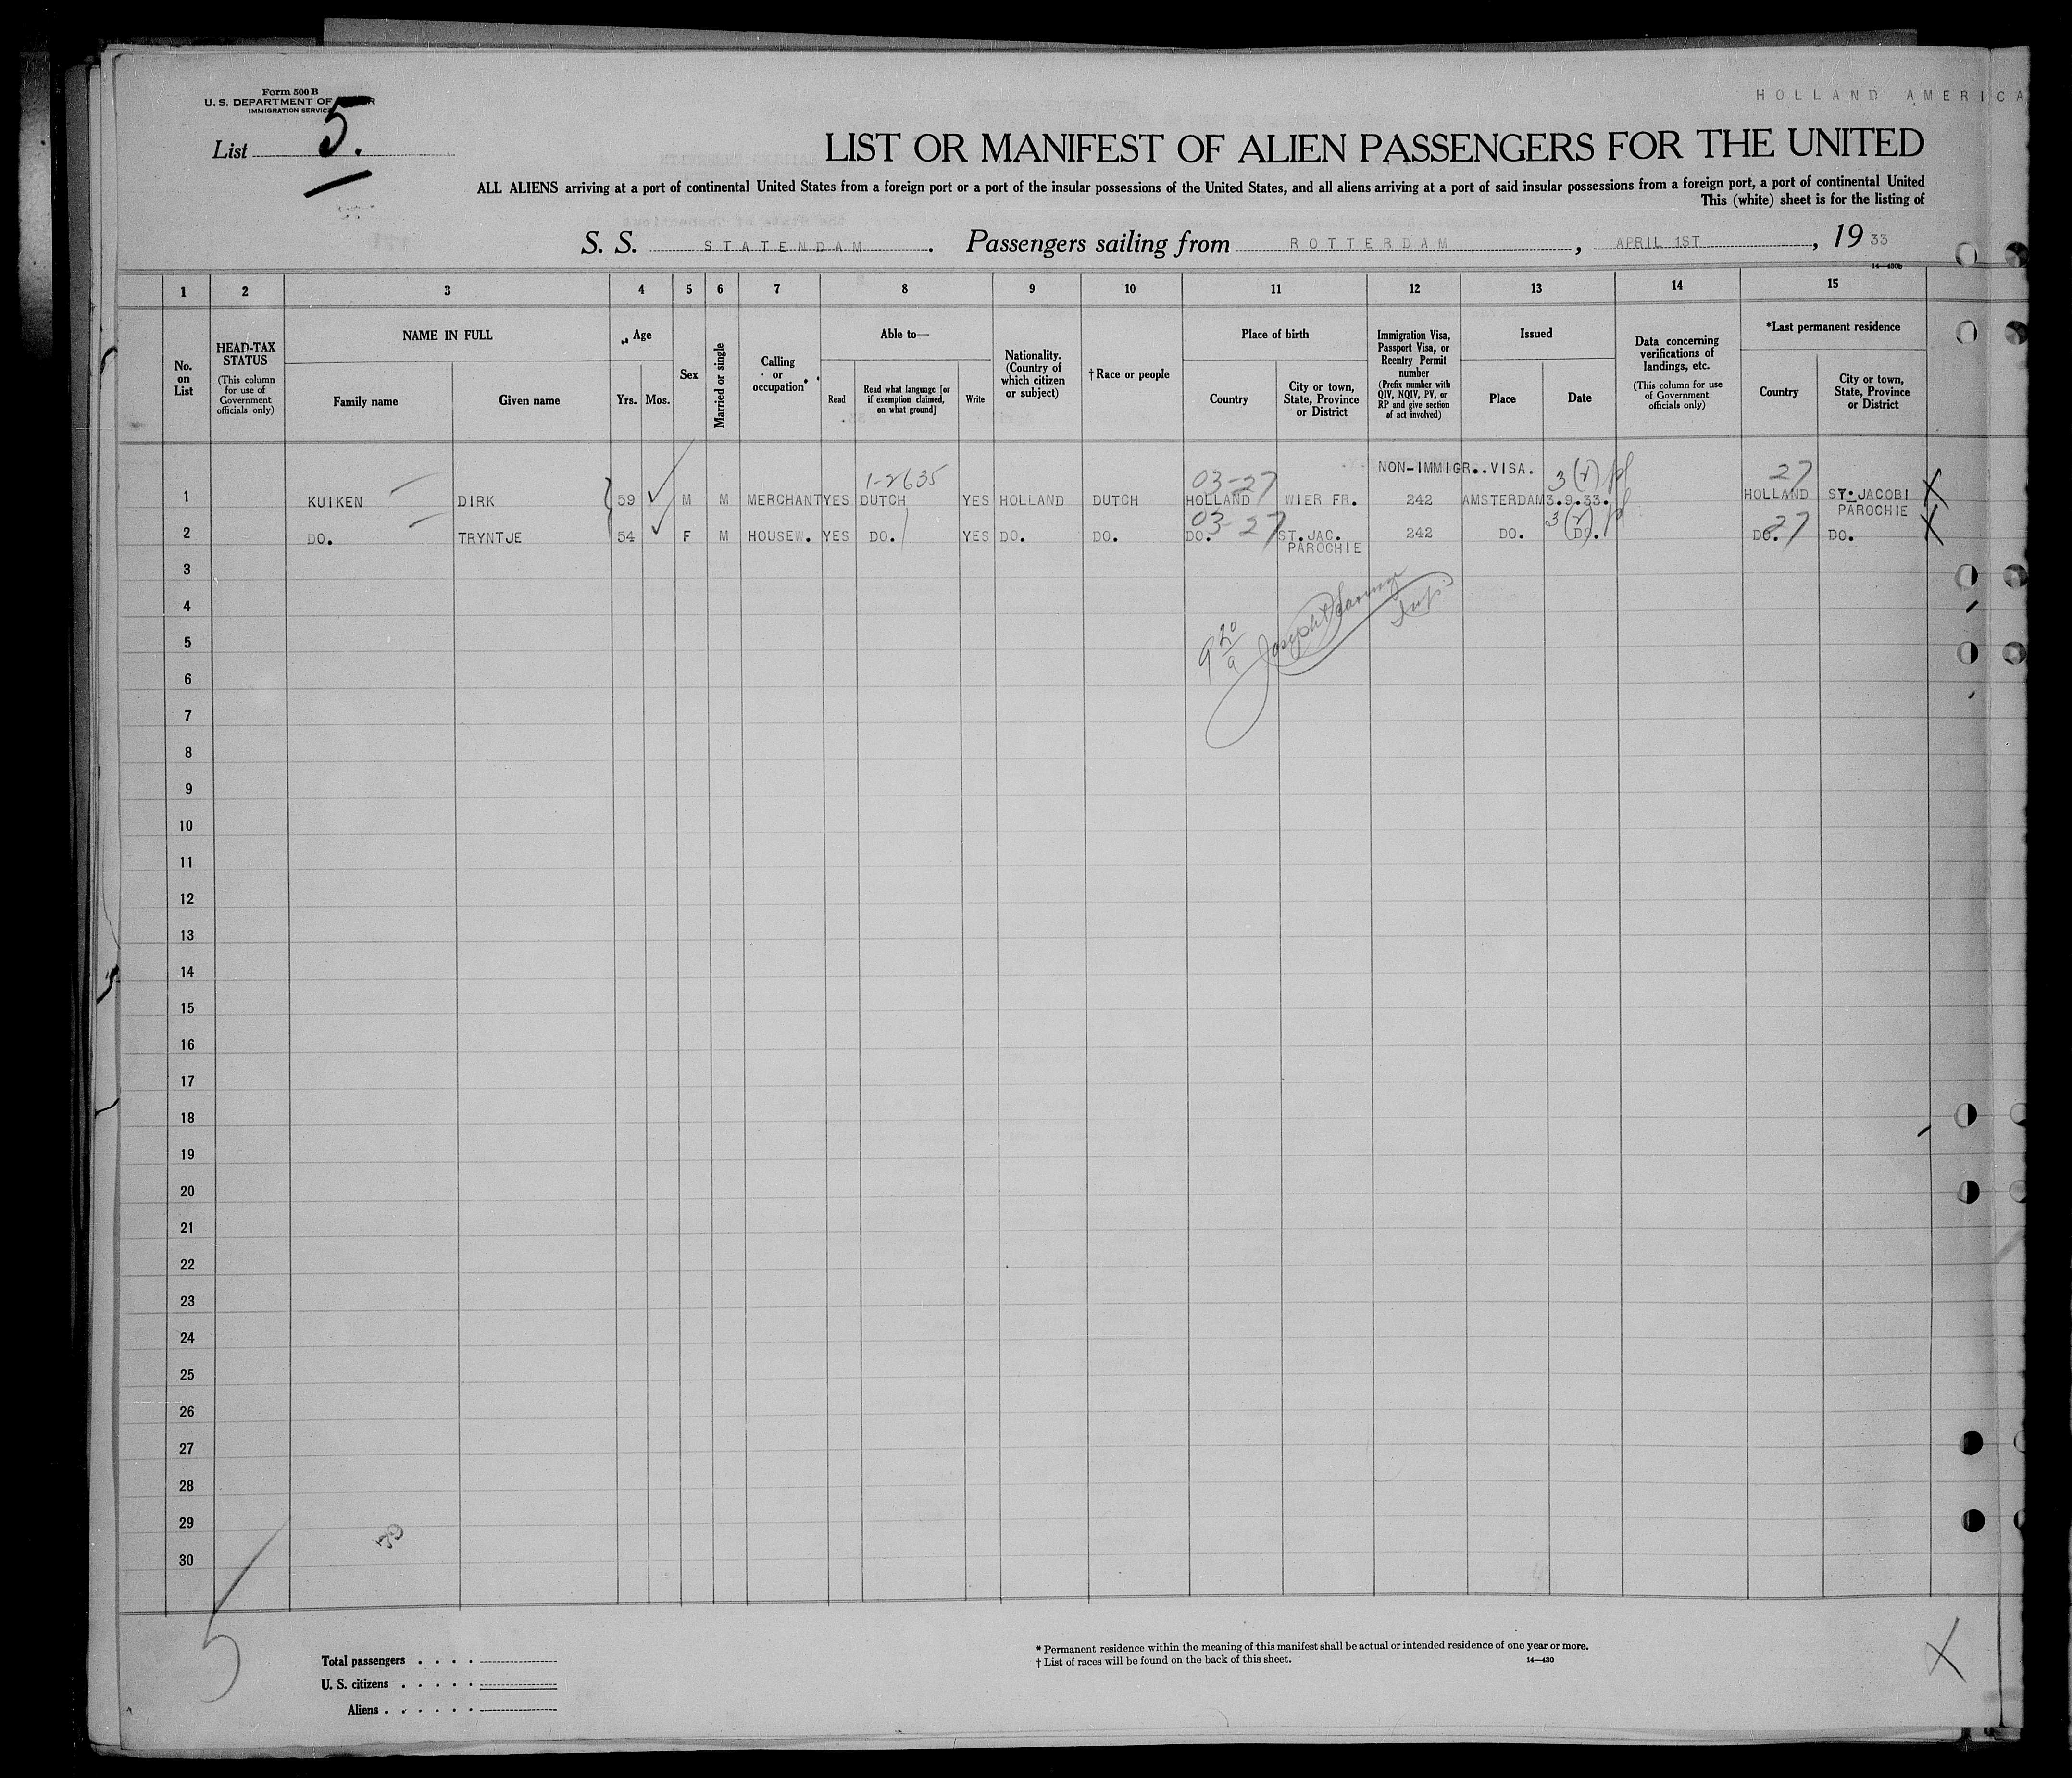 Form 500 B
U. S. DEPARTMENT OF
IMMIGRATION SERVICE
HOLLAND AMERICA
List 5.
LIST OR MANIFEST OF ALIEN PASSENGERS FOR THE UNITED
ALL ALIENS arriving at a port of continental United States from a foreign port or a port of the insular possessions of the United States, and all aliens arriving at a port of said insular possessions from a foreign port, a port of continental United
This (white) sheet is for the listing of
S. S. STATENDAM. Passengers sailing from ROTTERDAM, APRIL 1ST, 1933
14—430b
1 2 3 4 5 6 7 8 9 10 11 12 13 14 15
No. on List
HEAD-TAX STATUS (This column for use of Government officials only)
NAME IN FULL
Family name
Given name
Age
Yrs. Mos.
Sex
Married or single
Calling or occupation
Able to—
Read
Read what language [or if exemption claimed, on what ground]
Write
Nationality. (Country of which citizen or subject)
†Race or people
Place of birth
Country
City or town, State, Province or District
Immigration Visa, Passport Visa, or Reentry Permit number (Prefix number with QIV, NQIV, PV, or RP and give section of act involved)
Issued
Place
Date
Data concerning verifications of landings, etc. (This column for use of Government officials only)
*Last permanent residence
Country
City or town, State, Province or District
NON-IMMIGR..VISA.
1-2635 03-27 3(2) 27
1 KUIKEN DIRK 59 M M MERCHANT YES DUTCH YES HOLLAND DUTCH HOLLAND WIER FR. 242 AMSTERDAM 3.9.33. HOLLAND ST.JACOBI PAROCHIE X
03-27 3(2) 27
2 DO. TRYNTJE 54 F M HOUSEW. YES DO. YES DO. DO. DO. ST.JAC. PAROCHIE 242 DO. DO. DO. DO. X
3
4
5
6
7
8
9
10
11
12
13
14
15
16
17
18
19
20
21
22
23
24
25
26
27
28
29
30
5
X
Total passengers . . . .
U. S. citizens . . . . .
Aliens . . . . . .
* Permanent residence within the meaning of this manifest shall be actual or intended residence of one year or more.
† List of races will be found on the back of this sheet.
14—430